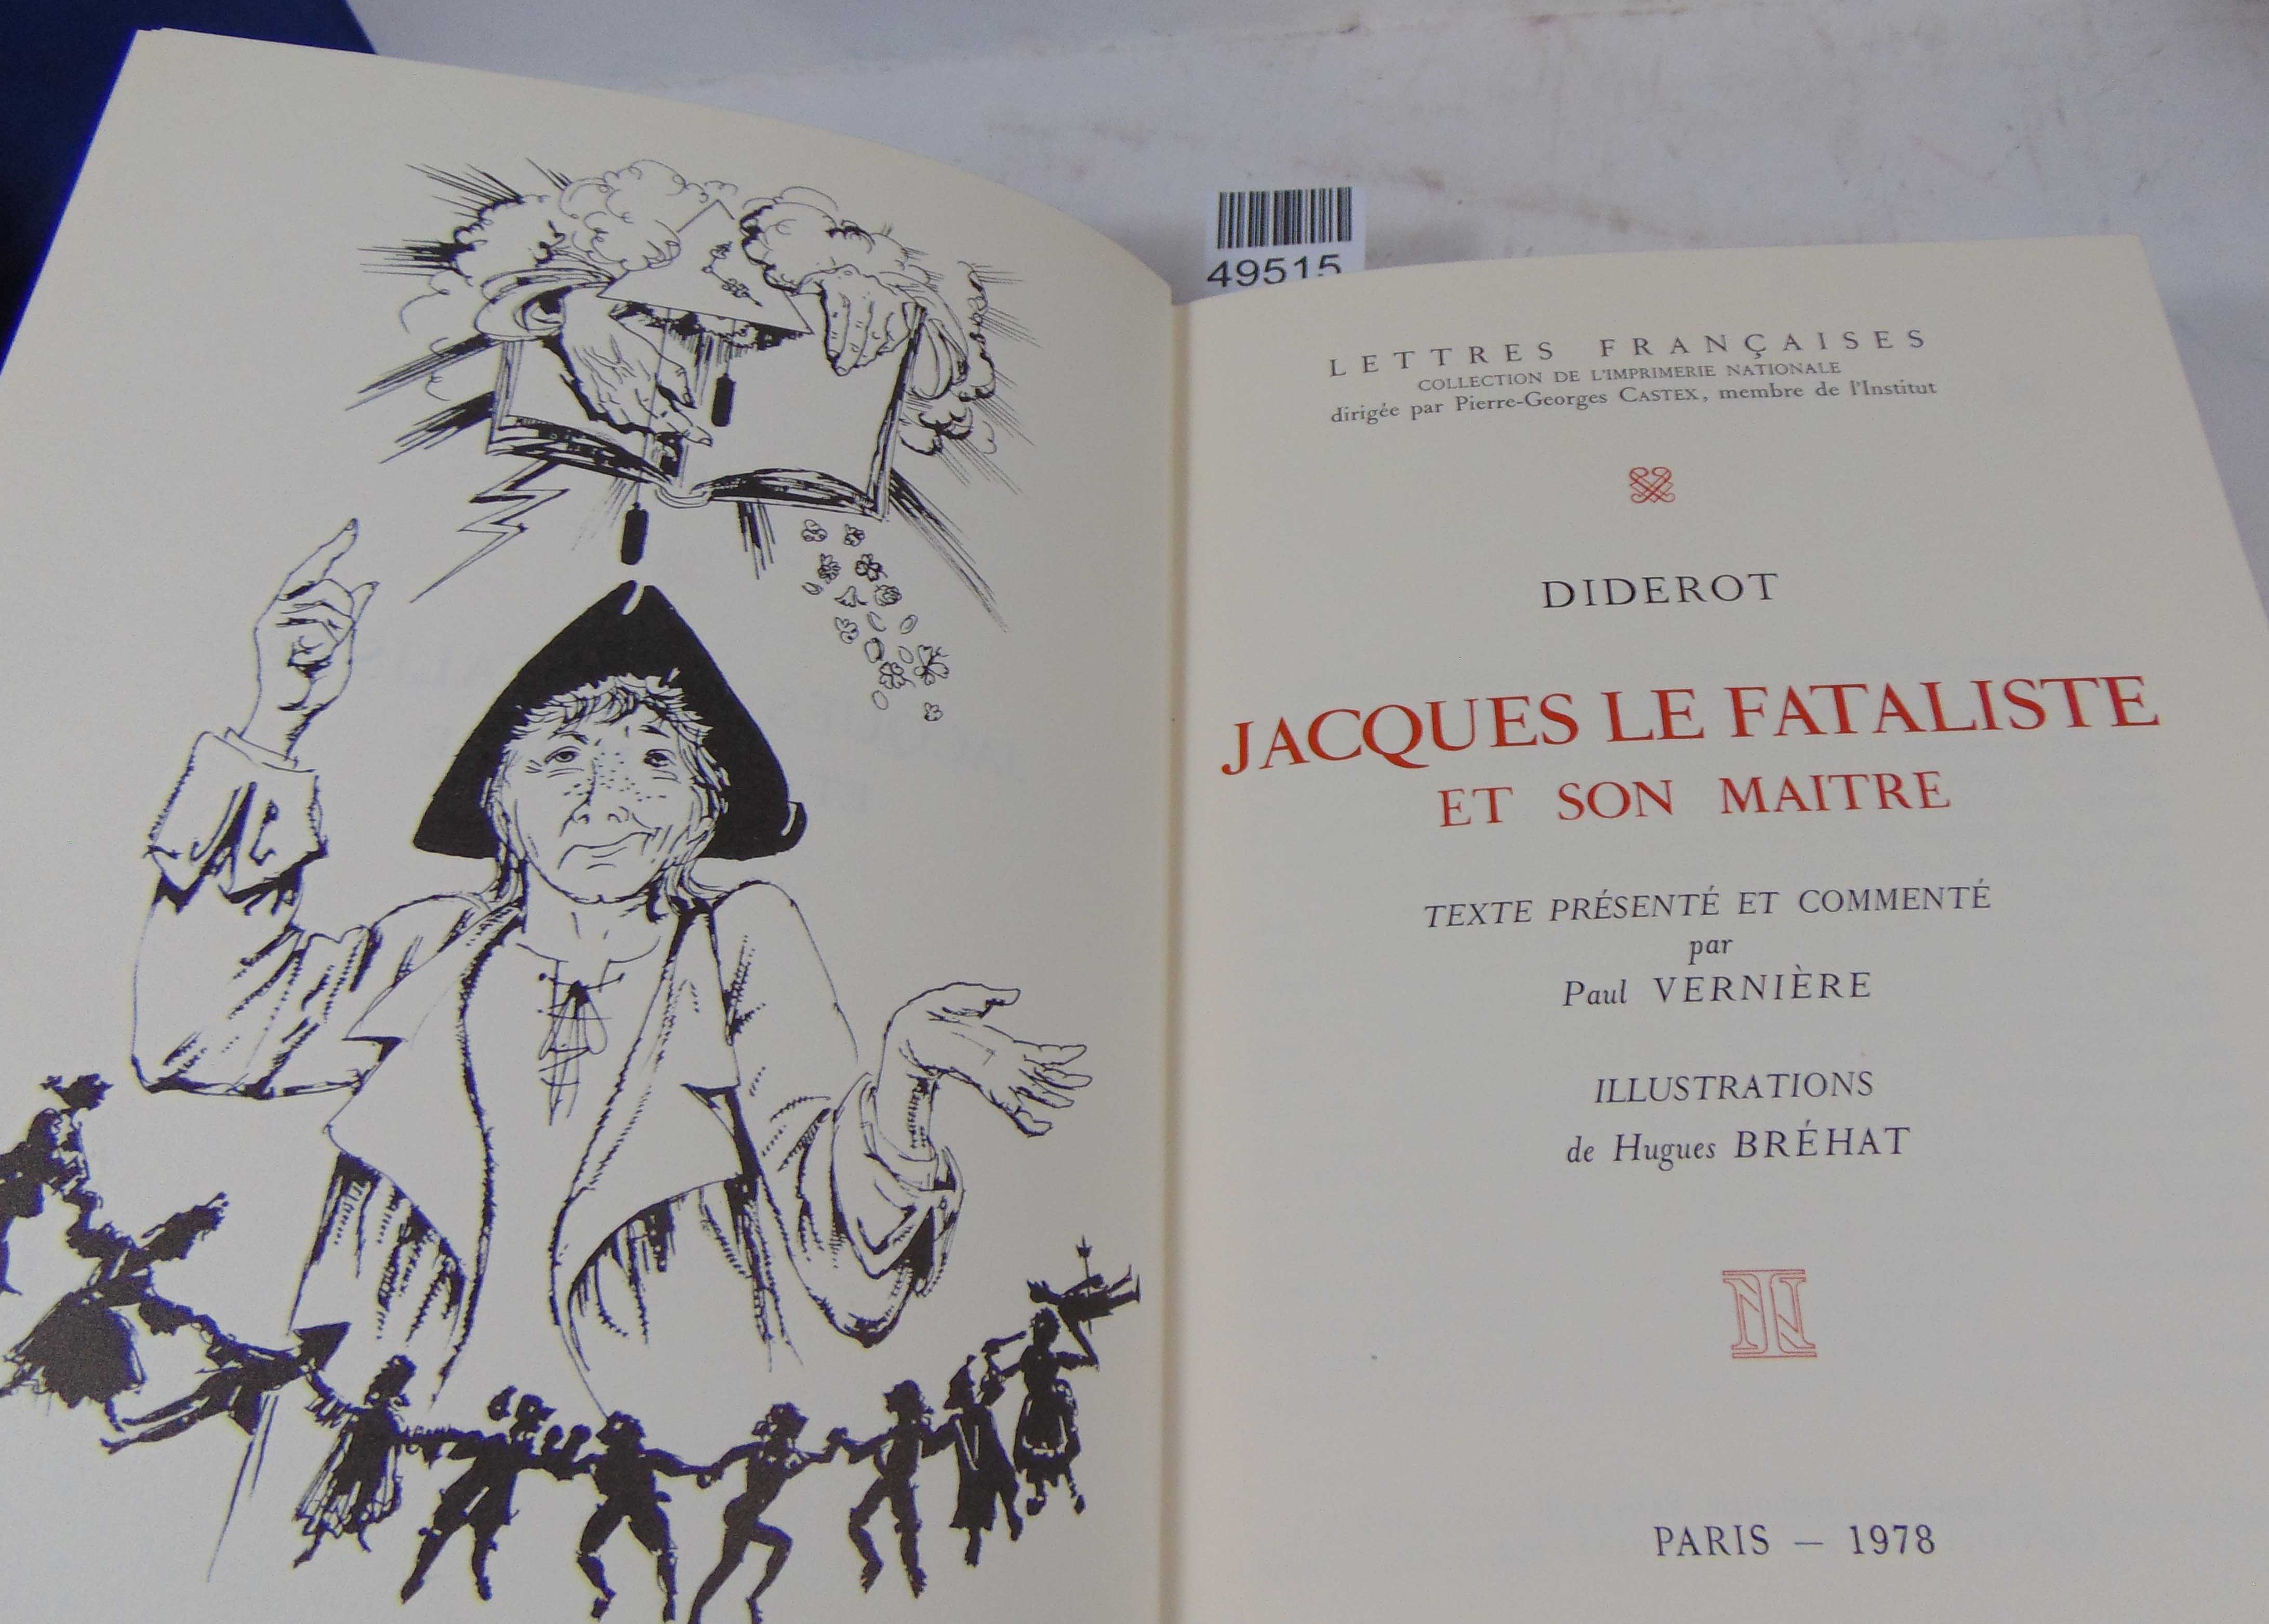 49515
LETTRES FRANÇAISES
COLLECTION DE L'IMPRIMERIE NATIONALE
dirigée par Pierre-Georges CASTEX, membre de l'Institut
DIDEROT
JACQUES LE FATALISTE
ET SON MAITRE
TEXTE PRÉSENTÉ ET COMMENTÉ
par
Paul VERNIÈRE
ILLUSTRATIONS
de Hugues BRÉHAT
IN
PARIS — 1978